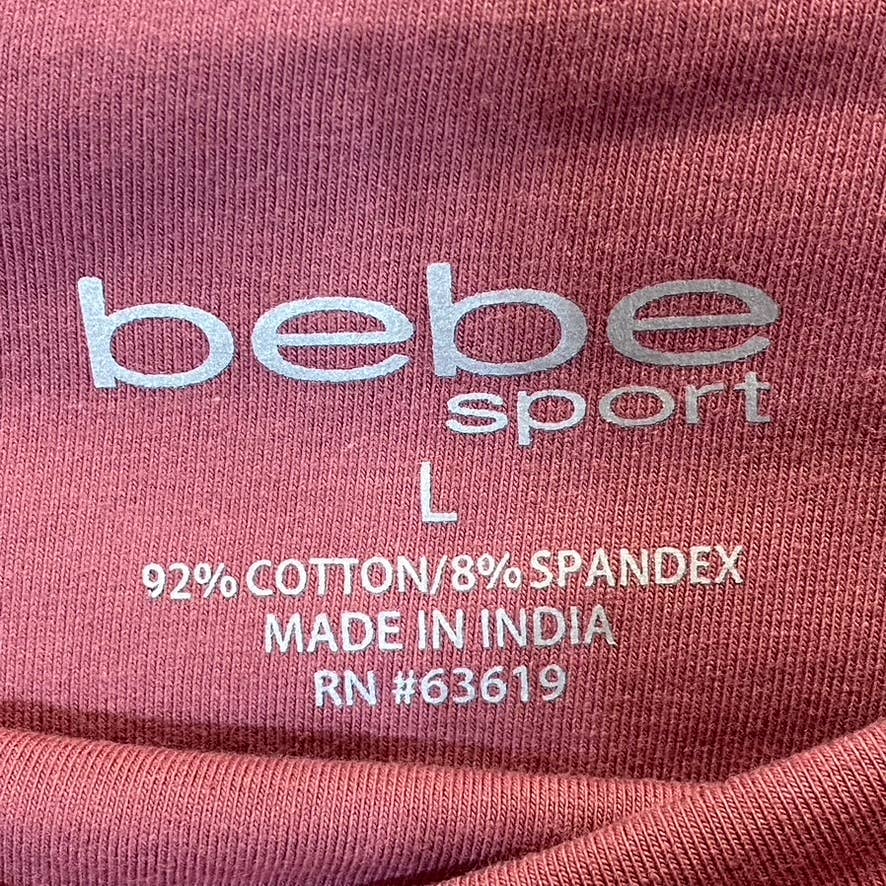 bebe
sport
L
92% COTTON/8% SPANDEX
MADE IN INDIA
RN #63619